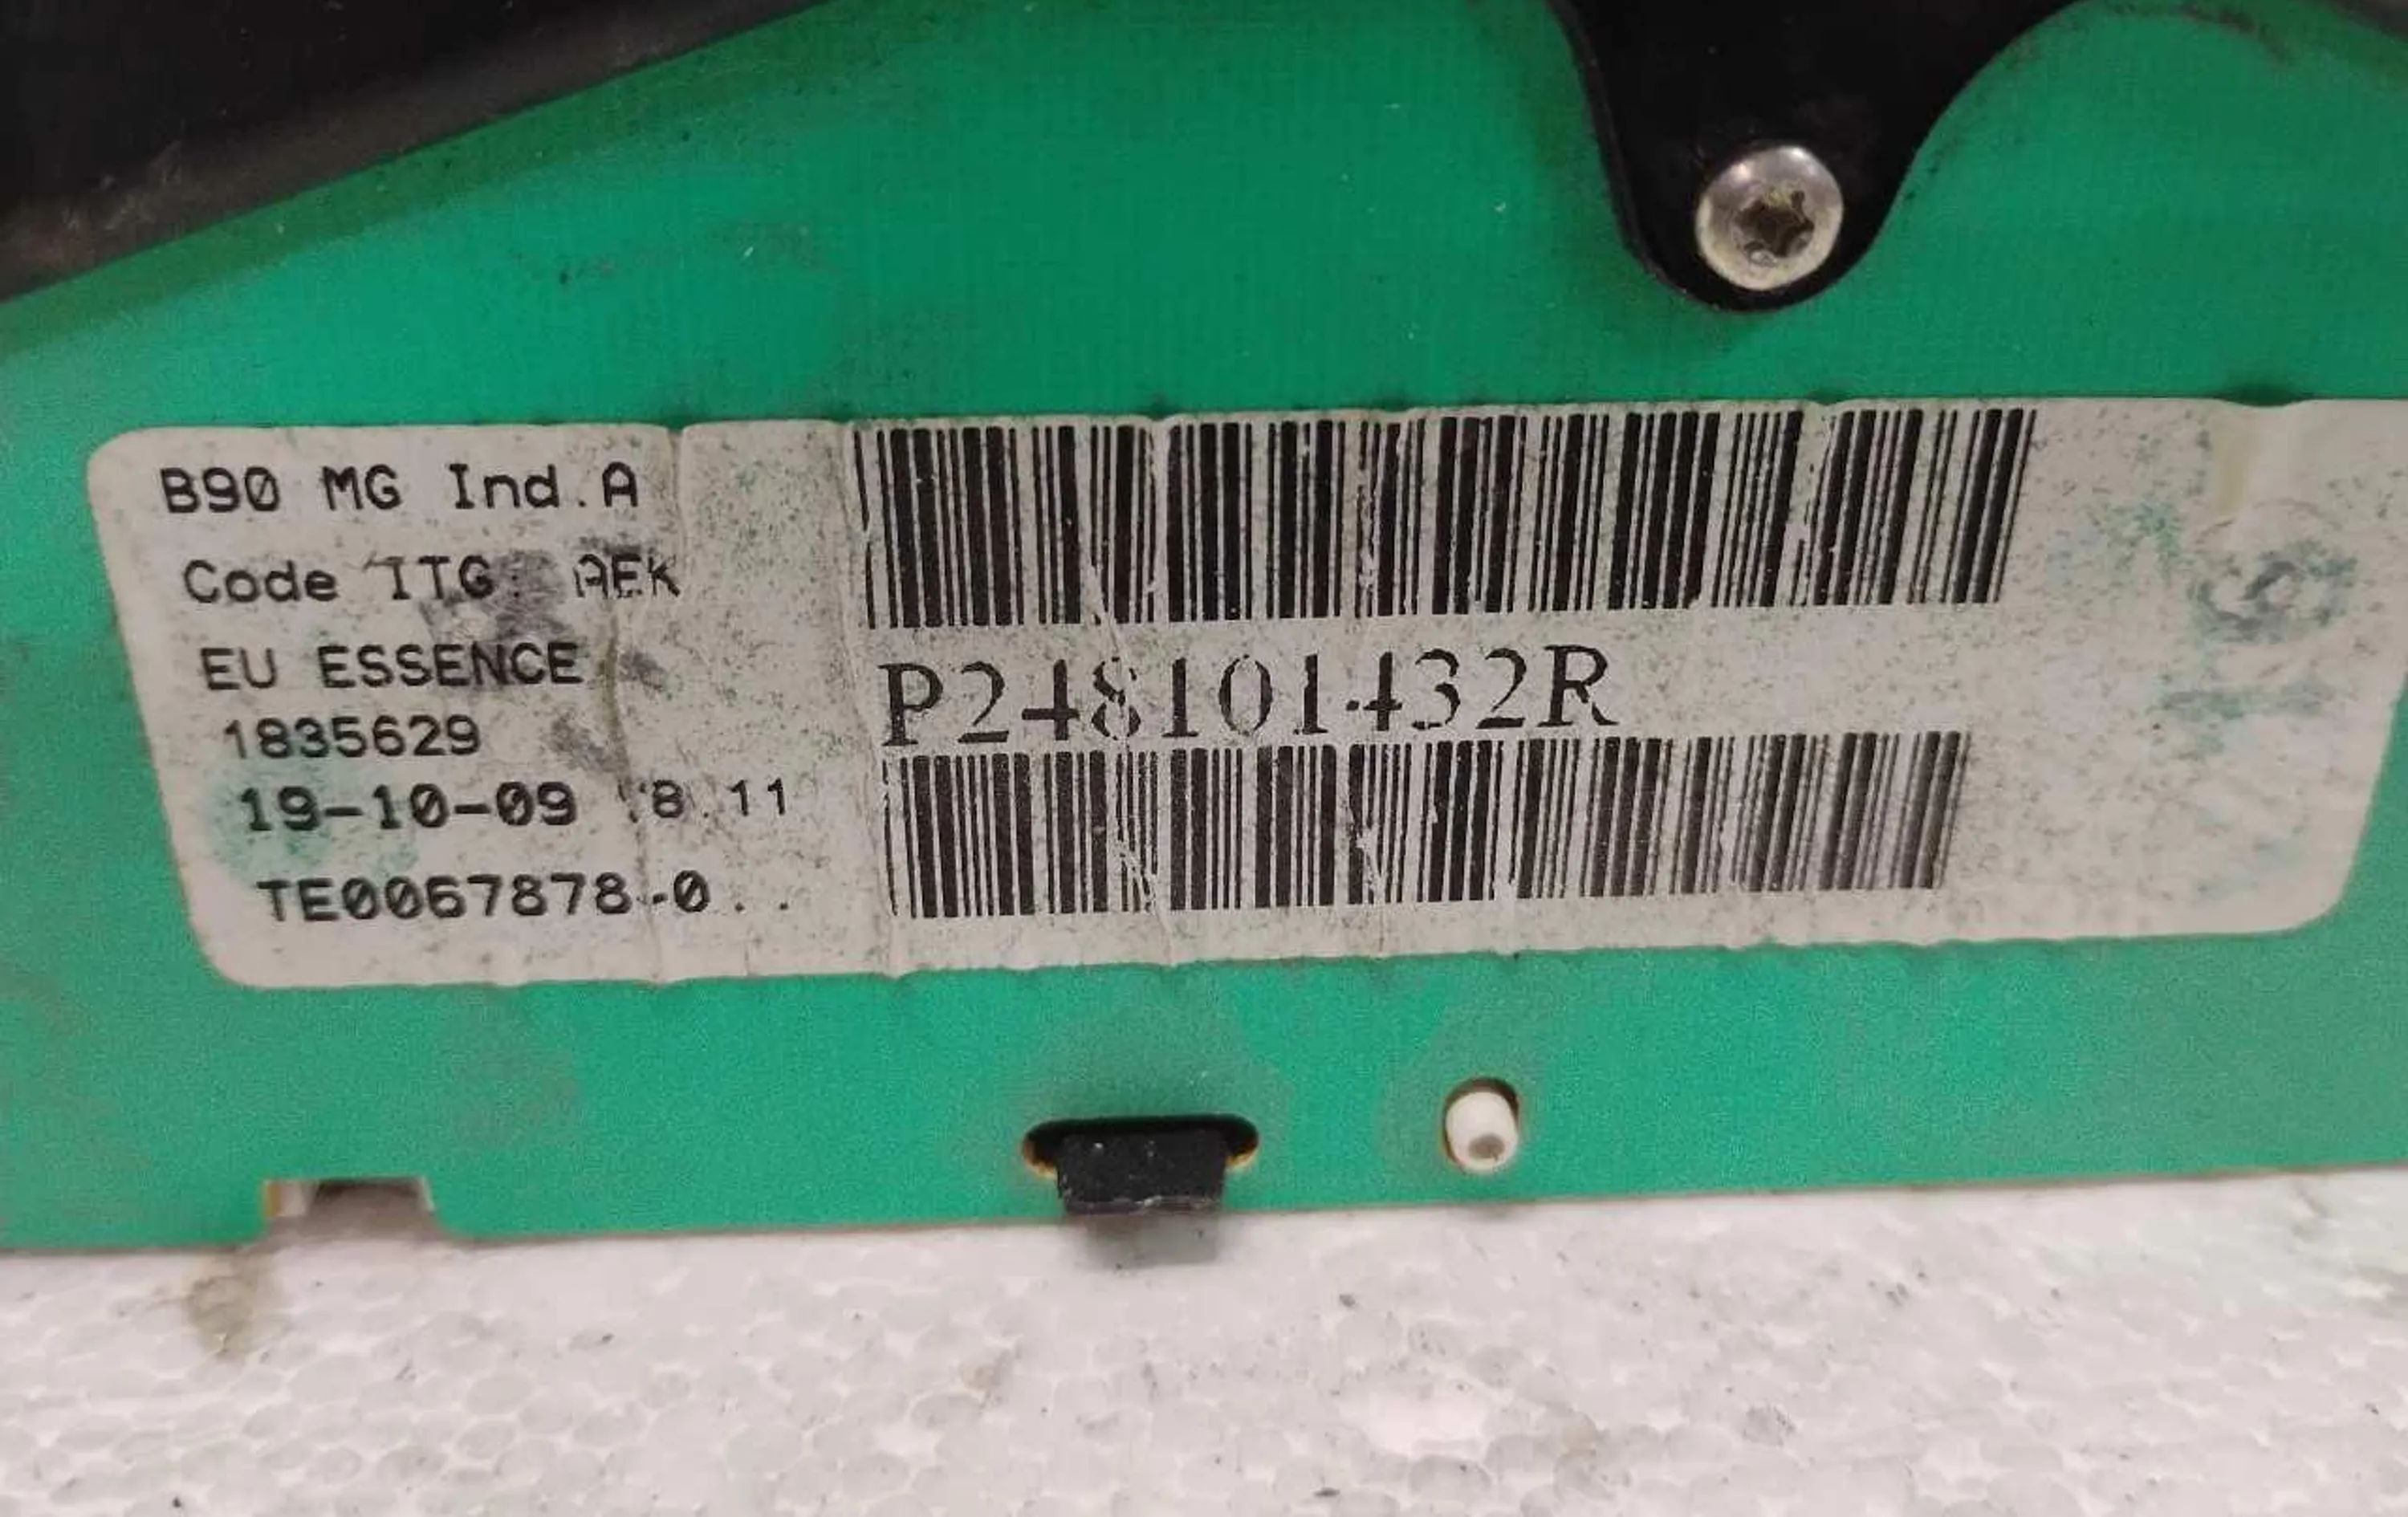 B90 MG Ind.A
Code ITG: AEK
EU ESSENCE
1835629
19-10-09
TE0067878-0..
P248101432R